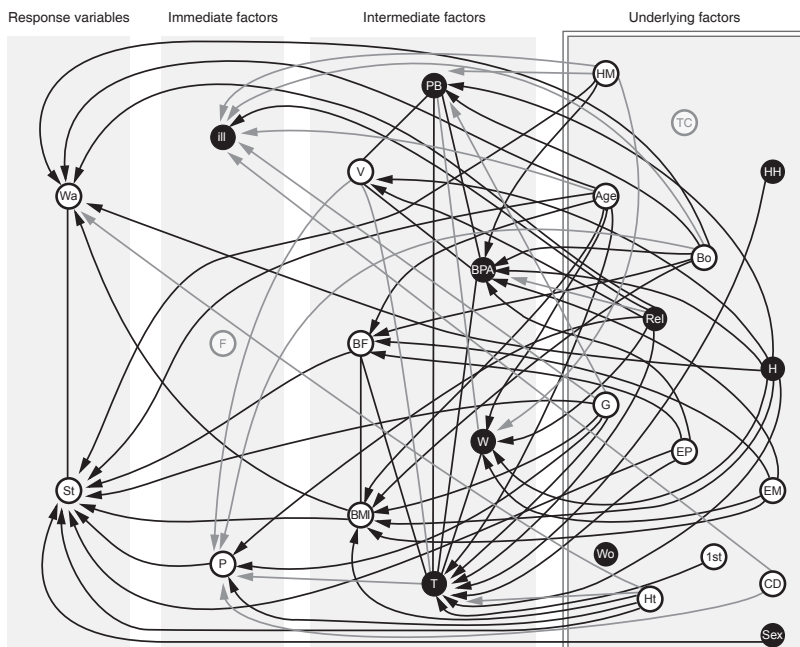 Response variables Immediate factors Intermediate factors Underlying factors
HM
PB
TC
ill
V
HH
Wa
Age
Bo
BPA
Rel
F
BF
H
G
W
EP
St
EM
BMI
Wo
1st
P
T
CD
Ht
Sex